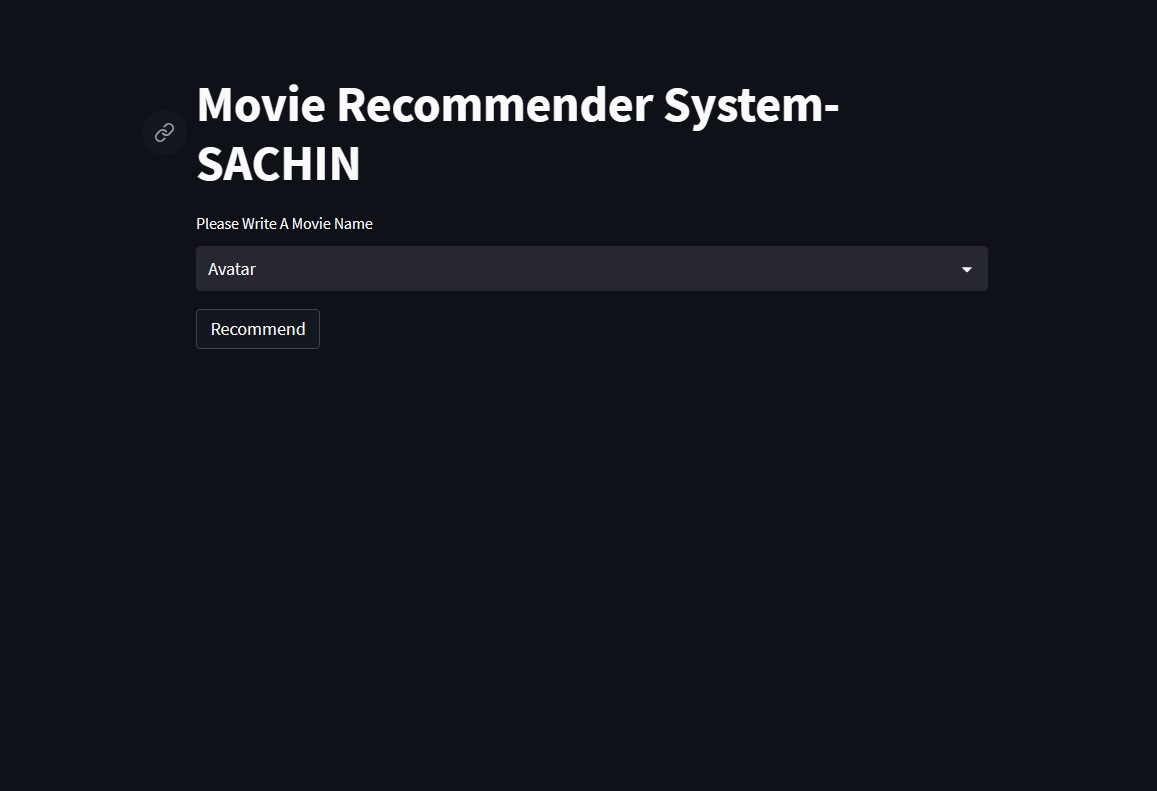 Movie Recommender System-
SACHIN
Please Write A Movie Name
Avatar
Recommend